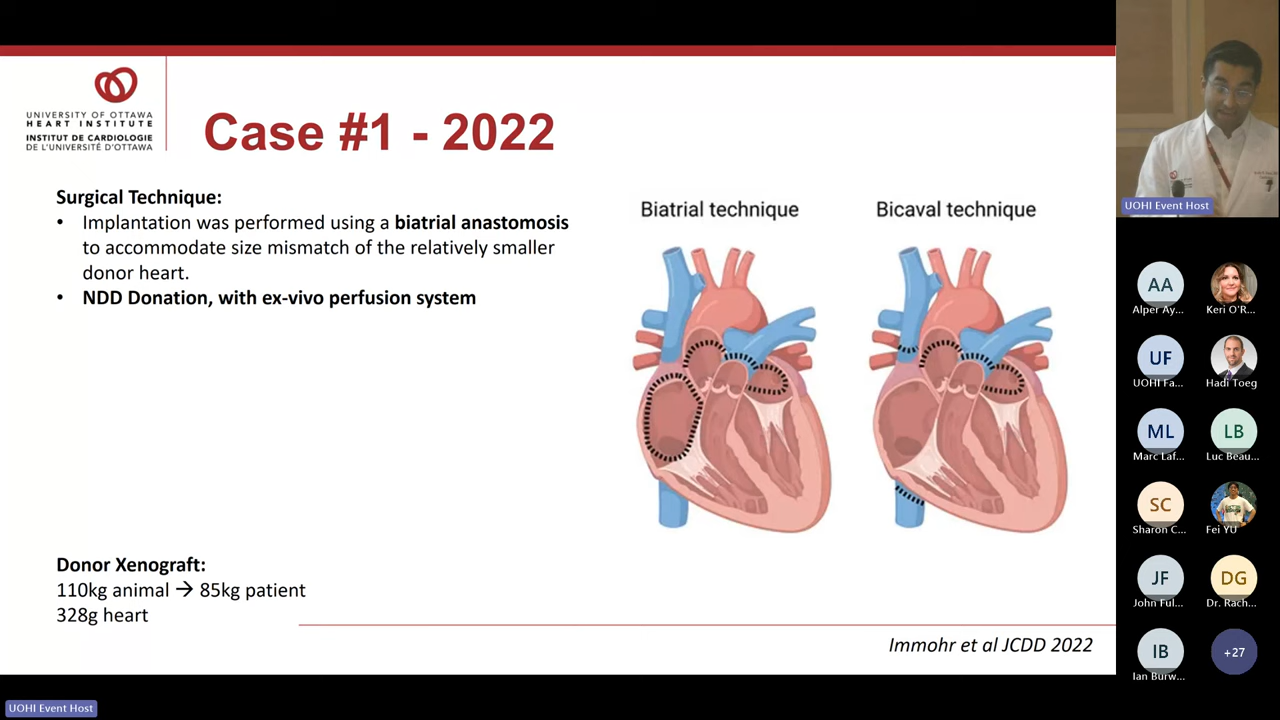 UNIVERSITY OF OTTAWA
HEART INSTITUTE
INSTITUT DE CARDIOLOGIE
DE L'UNIVERSITÉ D'OTTAWA
Case #1 - 2022
Surgical Technique:
• Implantation was performed using a biatrial anastomosis
to accommodate size mismatch of the relatively smaller
donor heart.
• NDD Donation, with ex-vivo perfusion system
Biatrial technique
Bicaval technique
Donor Xenograft:
110kg animal → 85kg patient
328g heart
Immohr et al JCDD 2022
UOHI Event Host
AA
Alper Ay...
Keri O'R...
UF
UOHI Fa...
Hadi Toeg
ML
Marc Laf...
LB
Luc Beau...
SC
Sharon C...
Fei YU
JF
John Ful...
DG
Dr. Rach...
IB
Ian Burw...
+27
UOHI Event Host